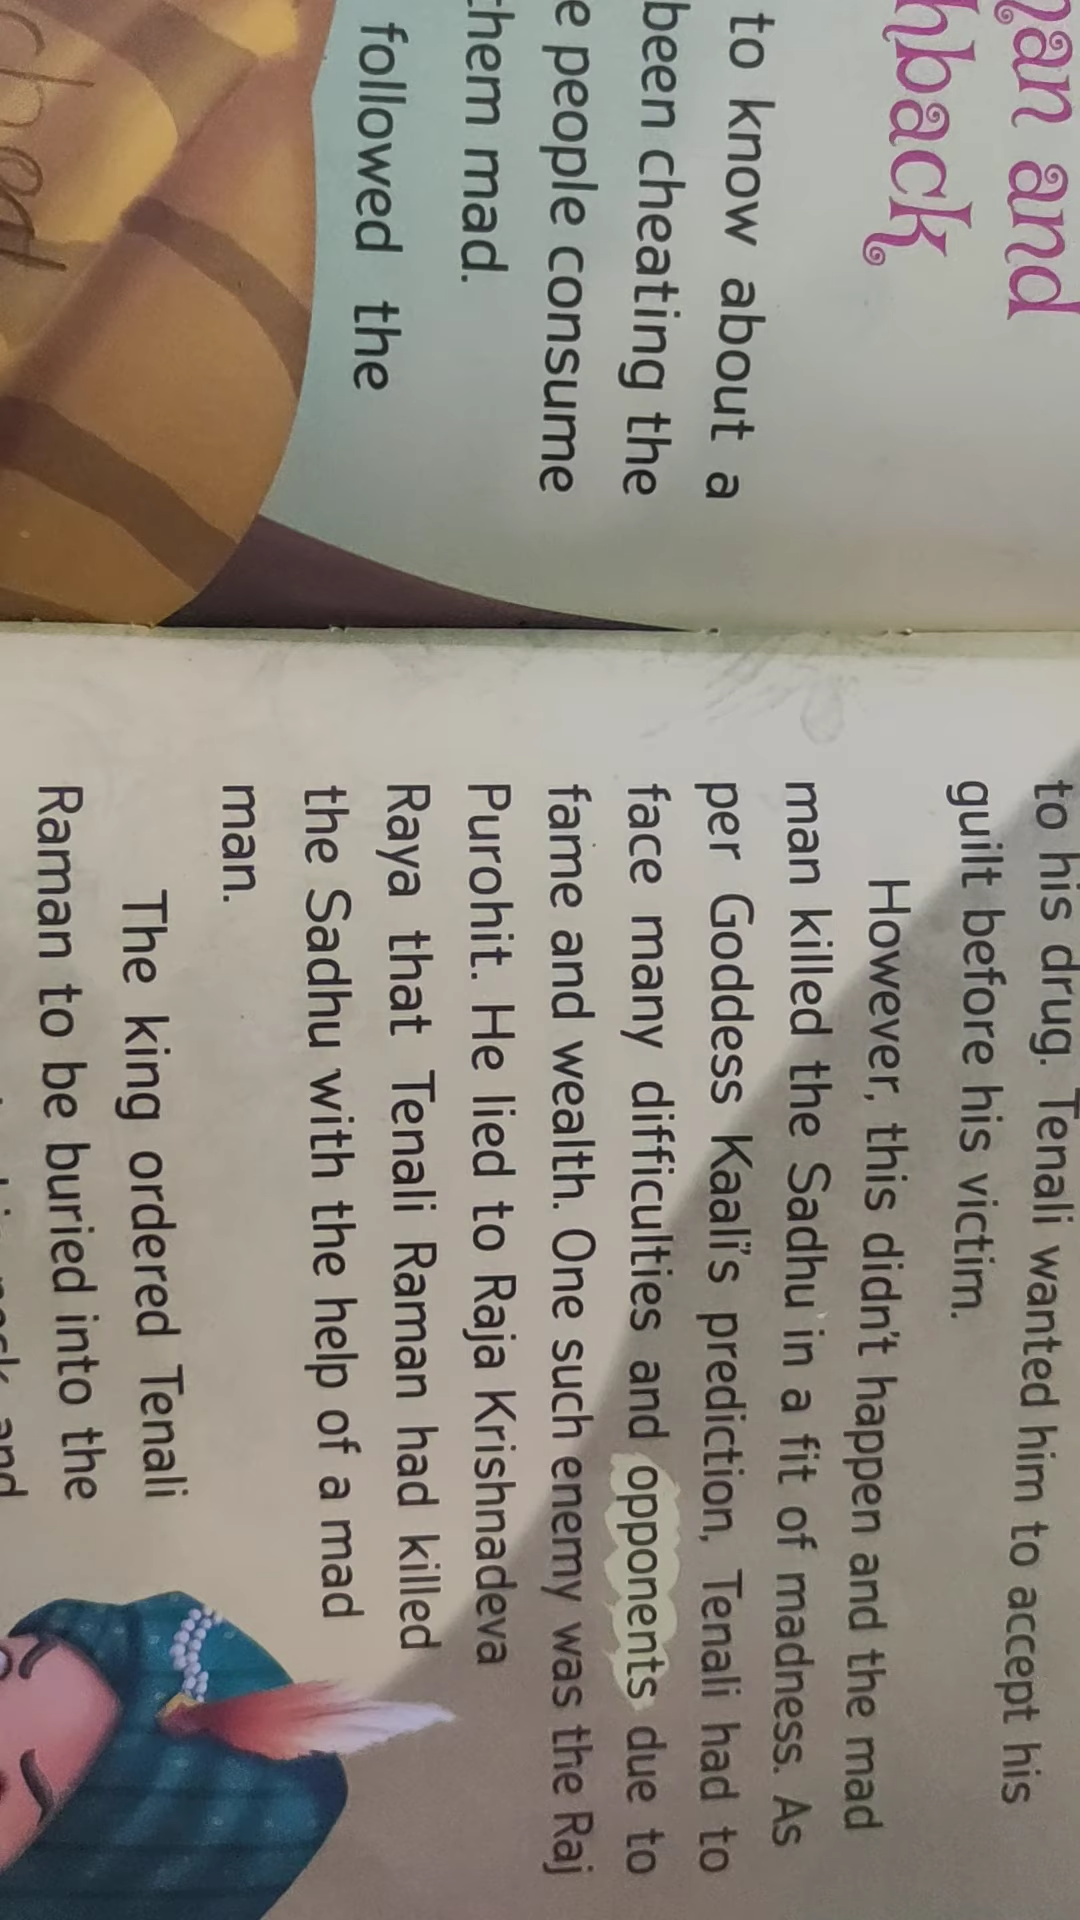 and
hback
to know about a
been cheating the
people consume
them mad.
followed the
to his drug. Tenali wanted him to accept his
guilt before his victim.
However, this didn't happen and the mad
man killed the Sadhu in a fit of madness. As
per Goddess Kaali's prediction, Tenali had to
face many difficulties and opponents due to
fame and wealth. One such enemy was the Raj
Purohit. He lied to Raja Krishnadeva
Raya that Tenali Raman had killed
the Sadhu with the help of a mad
man.
The king ordered Tenali
Raman to be buried into the
and